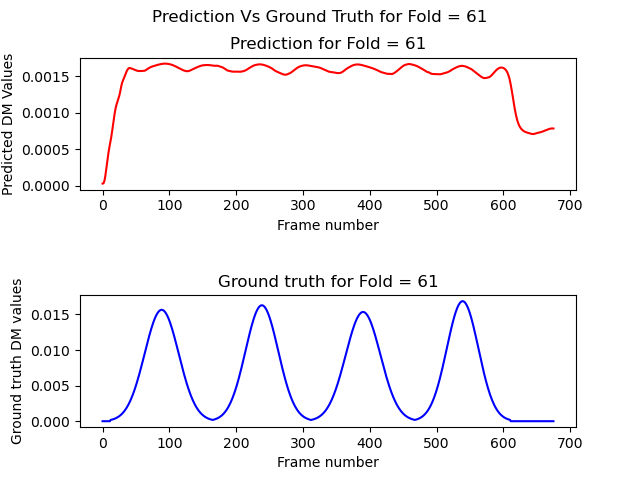 Prediction Vs Ground Truth for Fold = 61
Prediction for Fold = 61
Predicted DM Values
0.0015
0.0010
0.0005
0.0000
0 100 200 300 400 500 600 700
Frame number
Ground truth for Fold = 61
Ground truth DM values
0.015
0.010
0.005
0.000
0 100 200 300 400 500 600 700
Frame number